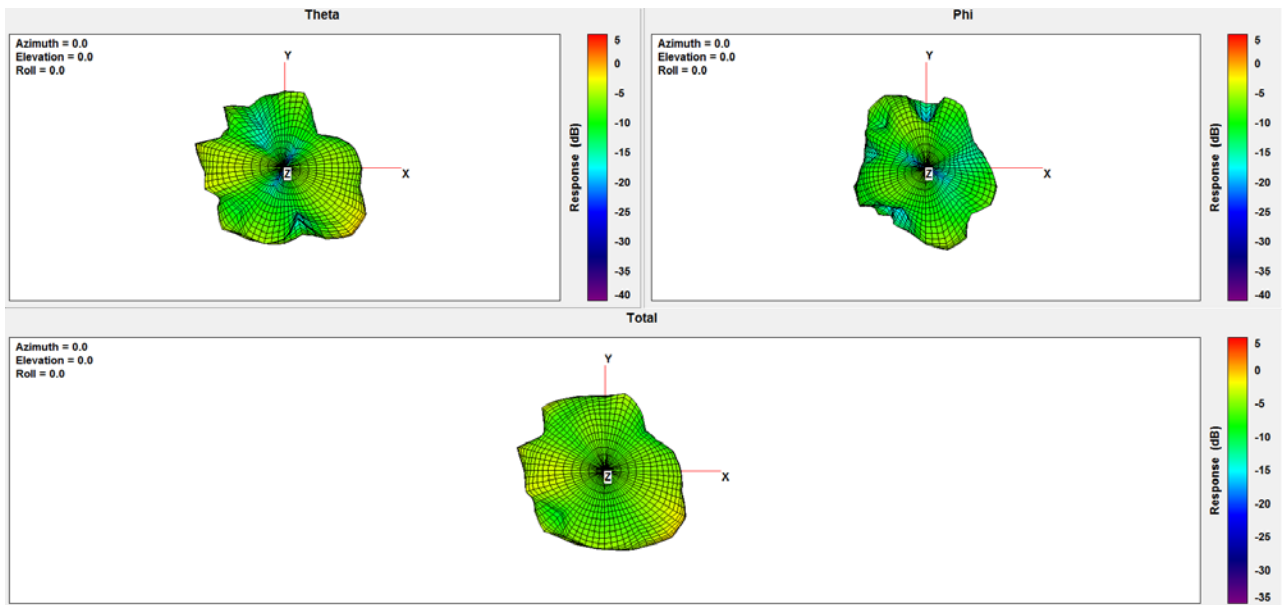 Theta
Azimuth = 0.0
Elevation = 0.0
Roll = 0.0
Y
X
Z
5
0
-5
-10
-15
-20
-25
-30
-35
-40
Response (dB)
Phi
Azimuth = 0.0
Elevation = 0.0
Roll = 0.0
Y
X
Z
5
0
-5
-10
-15
-20
-25
-30
-35
-40
Response (dB)
Total
Azimuth = 0.0
Elevation = 0.0
Roll = 0.0
Y
X
Z
5
0
-5
-10
-15
-20
-25
-30
-35
Response (dB)